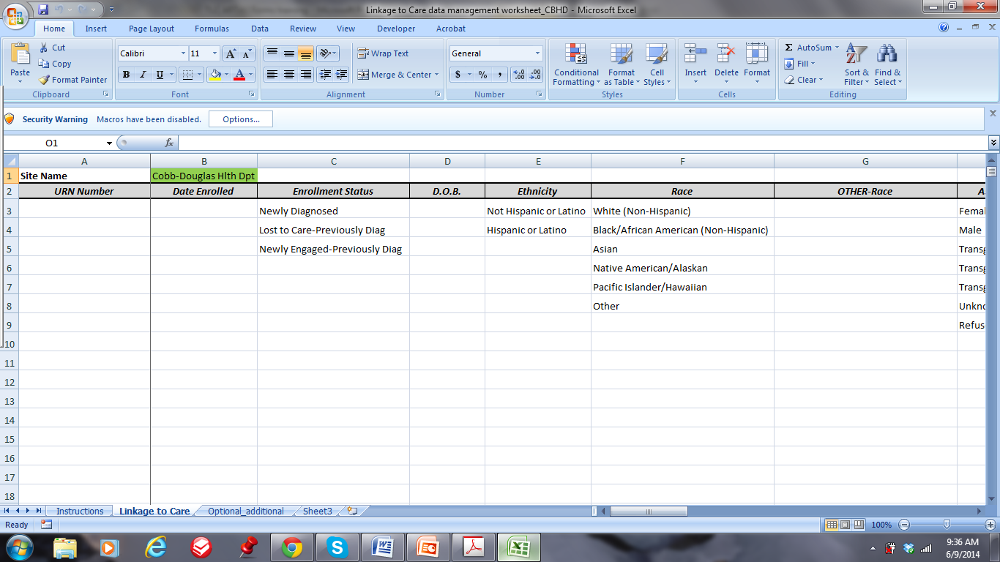 Linkage to Care data management worksheet_CBHD - Microsoft Excel
Home Insert Page Layout Formulas Data Review View Developer Acrobat
Paste Cut Copy Format Painter Clipboard
Calibri 11 A A B I U A Font
Wrap Text Merge & Center Alignment
General $ % , .00 Number
Conditional Formatting Format as Table Cell Styles Styles
Insert Delete Format Cells
Σ AutoSum Fill Clear Sort & Filter Find & Select Editing
Security Warning Macros have been disabled. Options...
O1 fx
A B C D E F G
1 Site Name Cobb-Douglas Hlth Dpt
2 URN Number Date Enrolled Enrollment Status D.O.B. Ethnicity Race OTHER-Race A
3 Newly Diagnosed Not Hispanic or Latino White (Non-Hispanic) Femal
4 Lost to Care-Previously Diag Hispanic or Latino Black/African American (Non-Hispanic) Male
5 Newly Engaged-Previously Diag Asian Transg
6 Native American/Alaskan Transg
7 Pacific Islander/Hawaiian Transg
8 Other Unkno
9 Refus
10
11
12
13
14
15
16
17
18
Instructions Linkage to Care Optional_additional Sheet3
Ready 100%
9:36 AM
6/9/2014